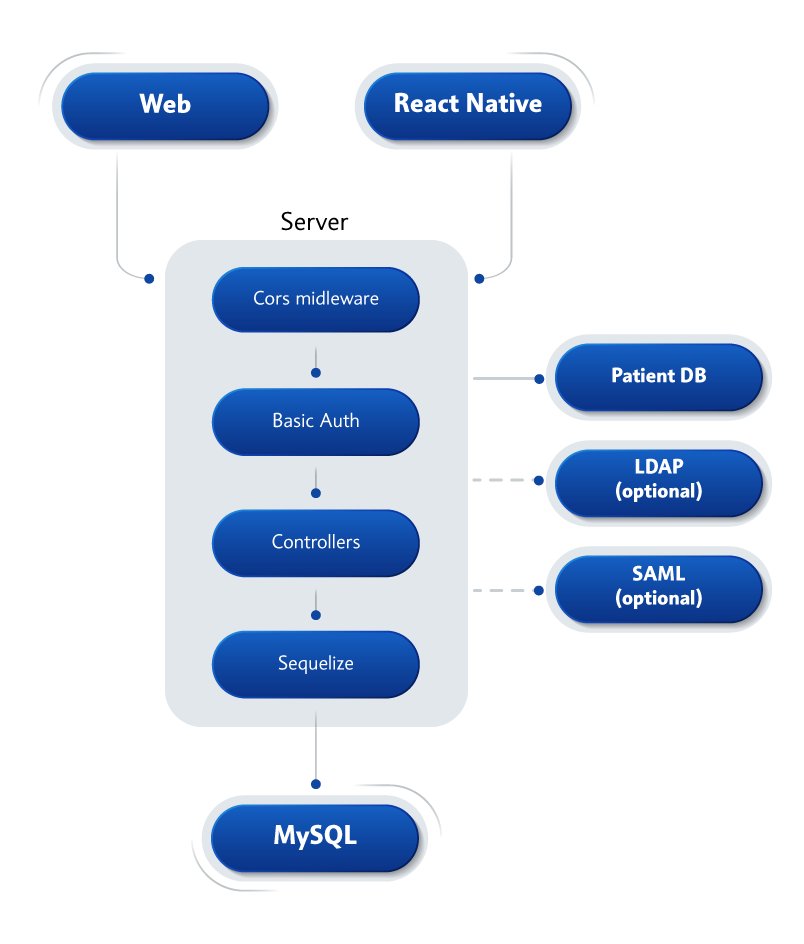 Web
React Native
Server
Cors midleware
Basic Auth
Controllers
Sequelize
Patient DB
LDAP
(optional)
SAML
(optional)
MySQL